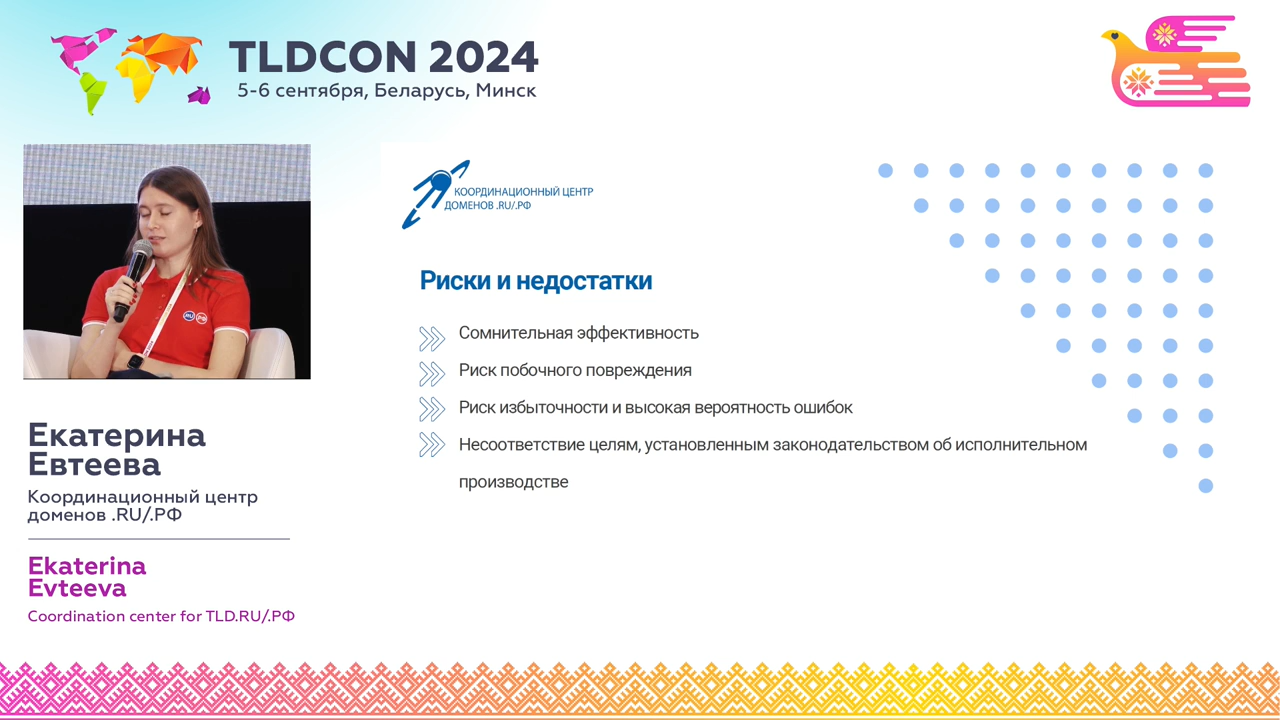 TLDCON 2024
5-6 сентября, Беларусь, Минск
КООРДИНАЦИОННЫЙ ЦЕНТР
ДОМЕНОВ .RU/.РФ
Риски и недостатки
Сомнительная эффективность
Риск побочного повреждения
Риск избыточности и высокая вероятность ошибок
Несоответствие целям, установленным законодательством об исполнительном
производстве
RU РФ
Екатерина
Евтеева
Координационный центр
доменов .RU/.РФ
Ekaterina
Evteeva
Coordination center for TLD.RU/.РФ